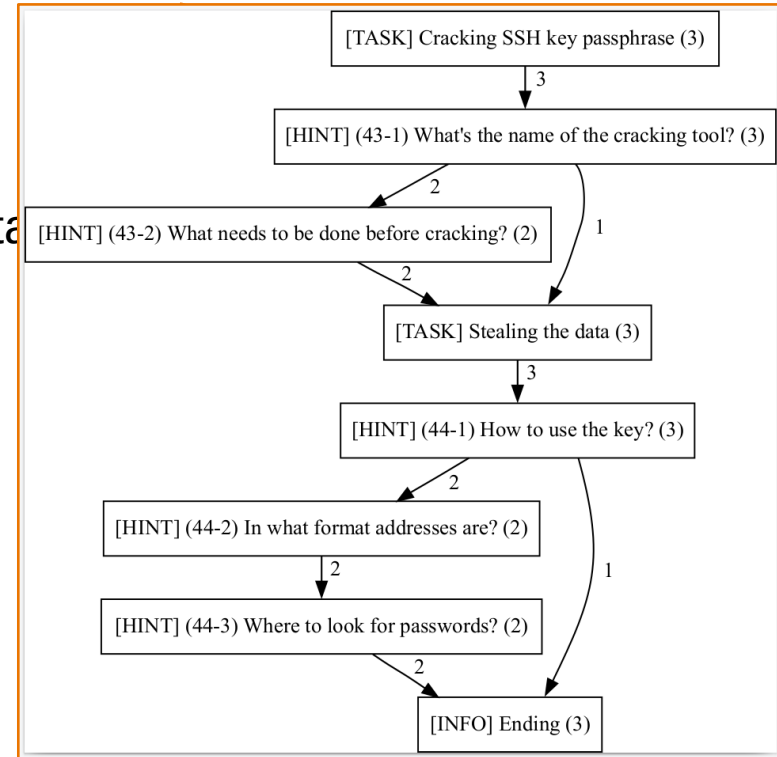 [TASK] Cracking SSH key passphrase (3)
3
[HINT] (43-1) What's the name of the cracking tool? (3)
2
1
[HINT] (43-2) What needs to be done before cracking? (2)
2
[TASK] Stealing the data (3)
3
[HINT] (44-1) How to use the key? (3)
2
1
[HINT] (44-2) In what format addresses are? (2)
2
[HINT] (44-3) Where to look for passwords? (2)
2
[INFO] Ending (3)